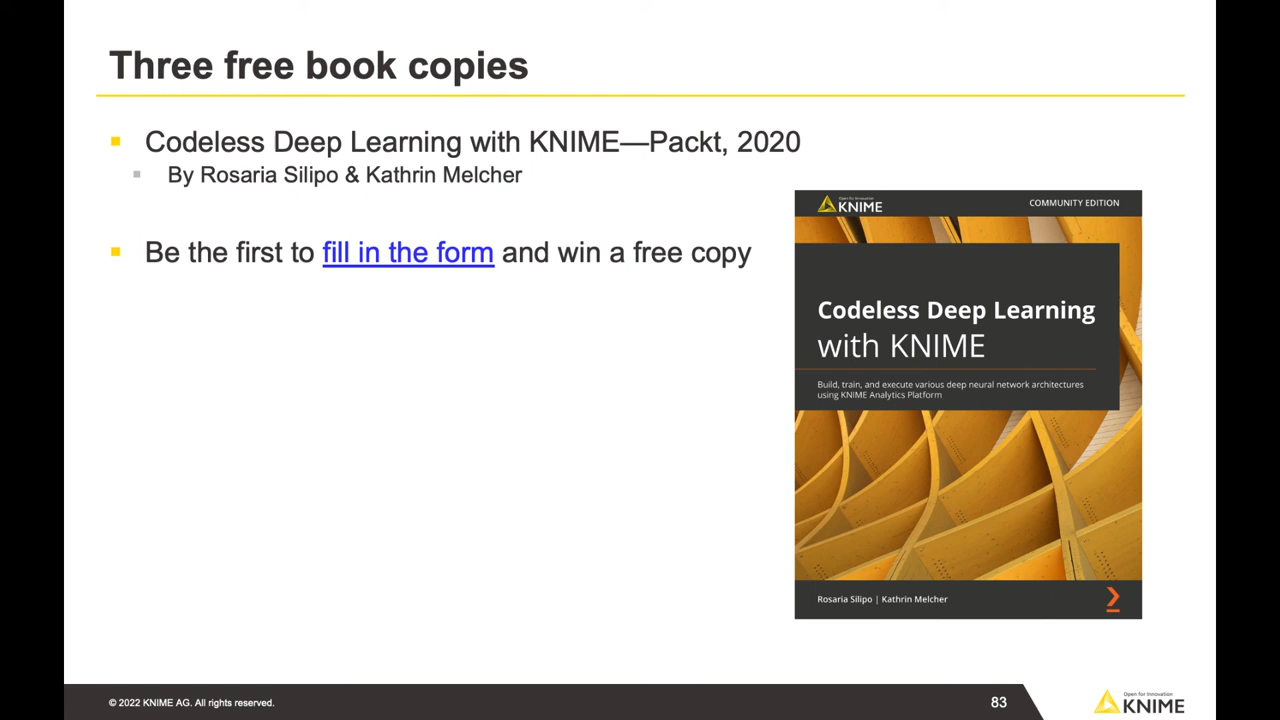 Three free book copies
Codeless Deep Learning with KNIME—Packt, 2020
By Rosaria Silipo & Kathrin Melcher
Be the first to fill in the form and win a free copy
Open for Innovation
KNIME
COMMUNITY EDITION
Codeless Deep Learning
with KNIME
Build, train, and execute various deep neural network architectures
using KNIME Analytics Platform
Rosaria Silipo | Kathrin Melcher
© 2022 KNIME AG. All rights reserved.
83
Open for Innovation
KNIME